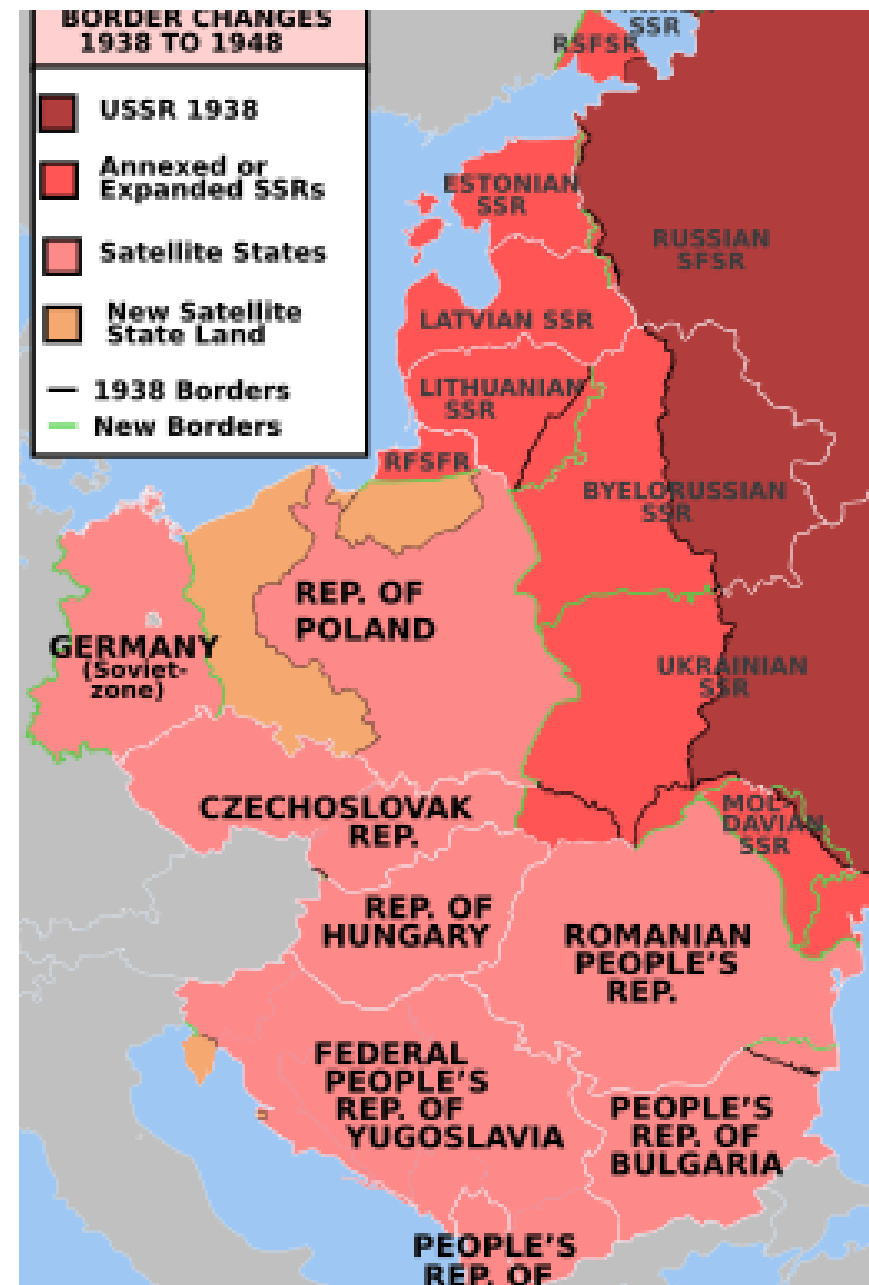 BORDER CHANGES
1938 TO 1948
USSR 1938
Annexed or
Expanded SSRs
Satellite States
New Satellite
State Land
1938 Borders
New Borders
SSR
RSFSR
ESTONIAN
SSR
RUSSIAN
SFSR
LATVIAN SSR
LITHUANIAN
SSR
RFSFR
BYELORUSSIAN
SSR
REP. OF
POLAND
GERMANY
(Soviet-
zone)
UKRAINIAN
SSR
CZECHOSLOVAK
REP.
MOL-
DAVIAN
SSR
REP. OF
HUNGARY
ROMANIAN
PEOPLE'S
REP.
FEDERAL
PEOPLE'S
REP. OF
YUGOSLAVIA
PEOPLE'S
REP. OF
BULGARIA
PEOPLE'S
REP. OF